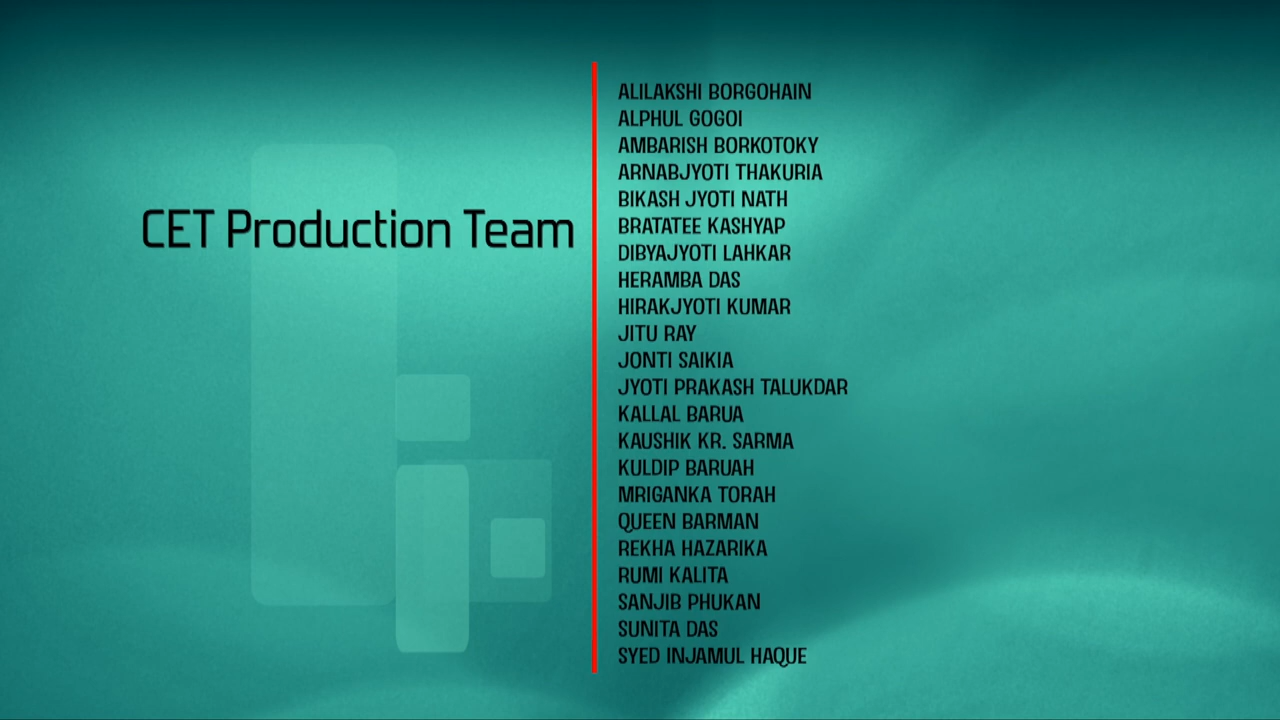 CET Production Team
ALILAKSHI BORGOHAIN
ALPHUL GOGOI
AMBARISH BORKOTOKY
ARNABJYOTI THAKURIA
BIKASH JYOTI NATH
BRATATEE KASHYAP
DIBYAJYOTI LAHKAR
HERAMBA DAS
HIRAKJYOTI KUMAR
JITU RAY
JONTI SAIKIA
JYOTI PRAKASH TALUKDAR
KALLAL BARUA
KAUSHIK KR. SARMA
KULDIP BARUAH
MRIGANKA TORAH
QUEEN BARMAN
REKHA HAZARIKA
RUMI KALITA
SANJIB PHUKAN
SUNITA DAS
SYED INJAMUL HAQUE